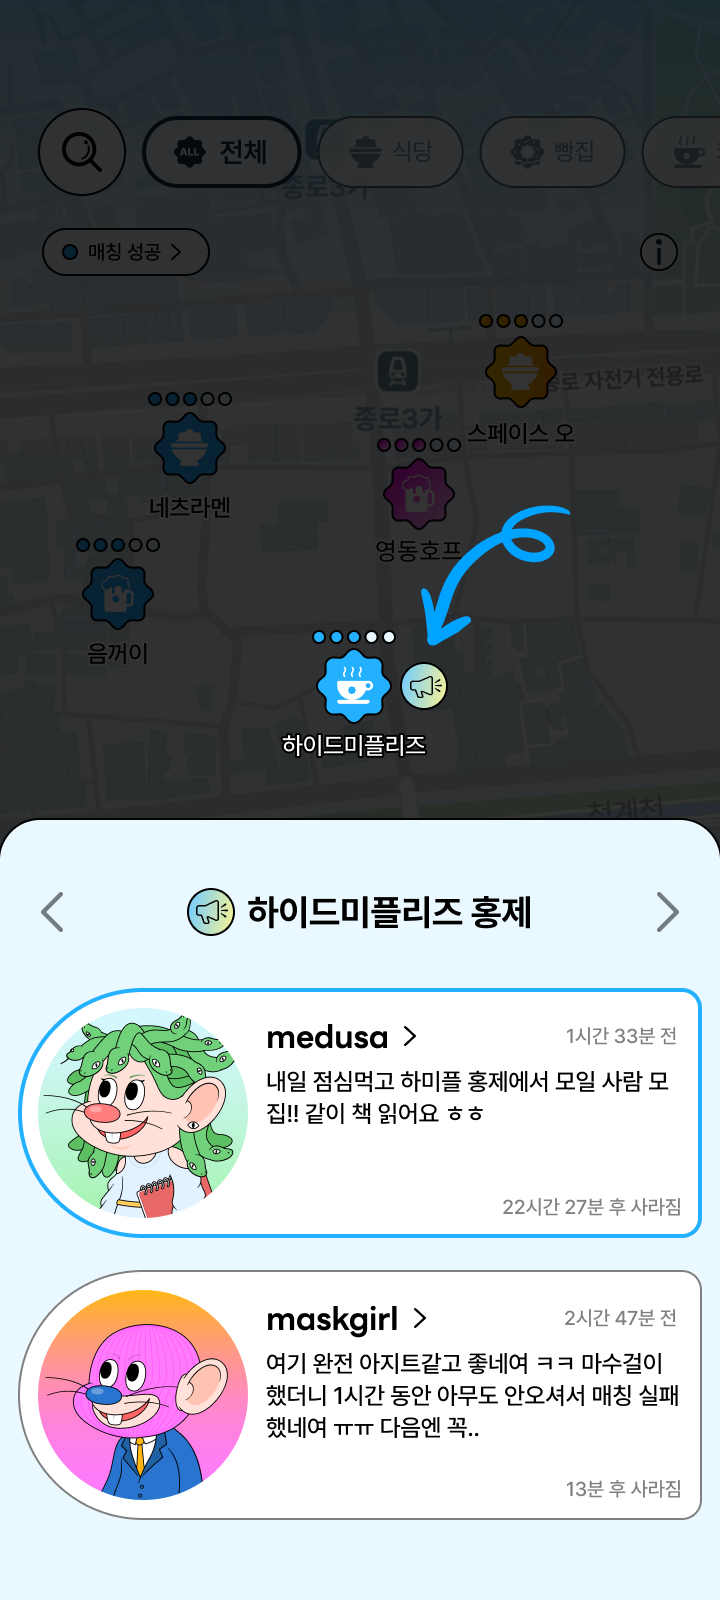 ALL 전체
식당
빵집
종로3가
매칭 성공
종로 자전거 전용로
종로3가
스페이스 오
네츠라멘
영동호프
음꺼이
하이드미플리즈
청계천
하이드미플리즈 홍제
medusa
1시간 33분 전
내일 점심먹고 하미플 홍제에서 모일 사람 모
집!! 같이 책 읽어요 ㅎㅎ
22시간 27분 후 사라짐
maskgirl
2시간 47분 전
여기 완전 아지트같고 좋네여 ㅋㅋ 마수걸이
했더니 1시간 동안 아무도 안오셔서 매칭 실패
했네여 ㅠㅠ 다음엔 꼭..
13분 후 사라짐